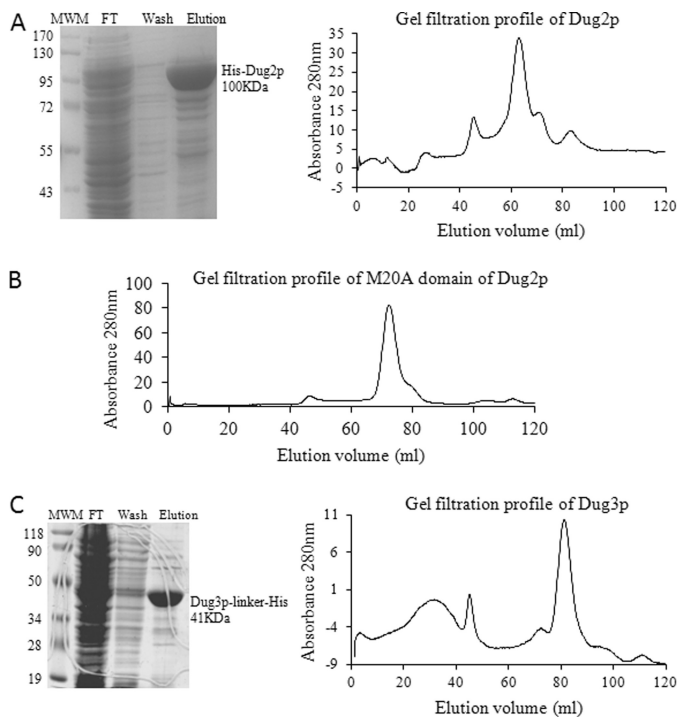 A
MWM FT Wash Elution
170
130
95
72
55
43
His-Dug2p
100KDa
Gel filtration profile of Dug2p
Absorbance 280nm
35
30
25
20
15
10
5
0
-5
0 20 40 60 80 100 120
Elution volume (ml)
B
Gel filtration profile of M20A domain of Dug2p
Absorbance 280nm
100
80
60
40
20
0
0 20 40 60 80 100 120
Elution volume (ml)
C
MWM FT Wash Elution
118
90
50
34
28
19
Dug3p-linker-His
41KDa
Gel filtration profile of Dug3p
Absorbance 280nm
11
6
1
-4
-9
0 20 40 60 80 100 120
Elution volume (ml)